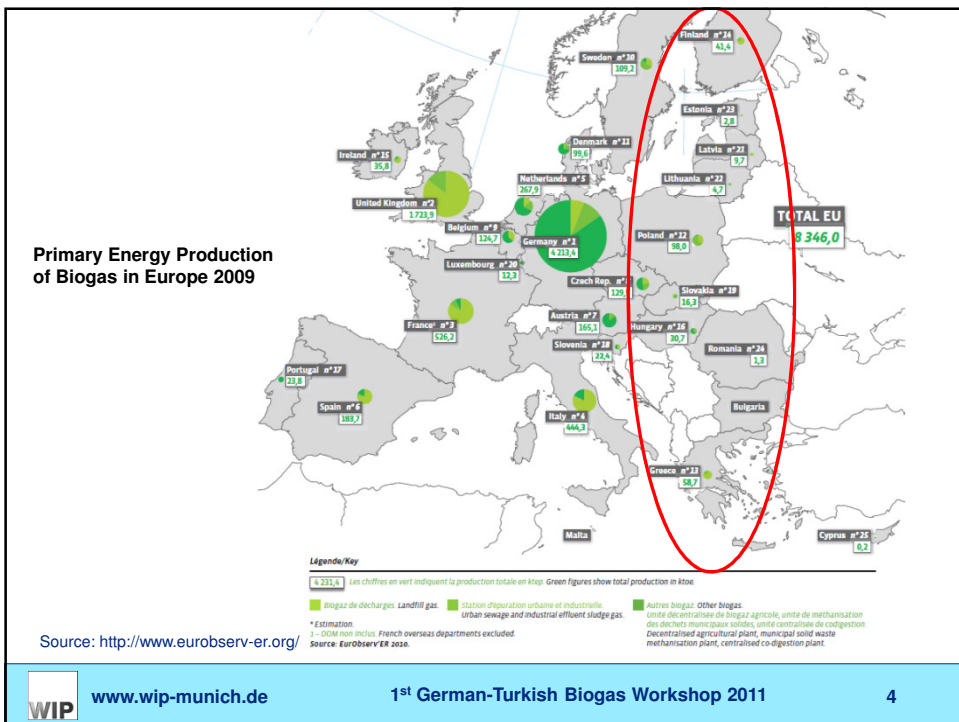 Primary Energy Production
of Biogas in Europe 2009
Finland n°14
41,4
Sweden n°10
109,2
Estonia n°23
2,8
Latvia n°21
9,7
Lithuania n°22
4,7
Denmark n°11
99,6
Ireland n°15
35,8
Netherlands n°5
267,9
United Kingdom n°2
1 723,9
TOTAL EU
8 346,0
Belgium n°9
124,7
Germany n°1
4 213,4
Poland n°12
98,0
Luxembourg n°20
12,3
Czech Rep.
129,
Slovakia n°19
16,3
France¹ n°3
526,2
Austria n°7
165,1
Hungary n°16
30,7
Slovenia n°18
22,4
Romania n°24
1,3
Portugal n°17
23,8
Spain n°6
183,7
Italy n°4
444,3
Bulgaria
Greece n°13
58,7
Malta
Cyprus n°25
0,2
Légende/Key
4 231,4 Les chiffres en vert indiquent la production totale en ktep. Green figures show total production in ktoe.
Biogaz de décharges. Landfill gas.
Station d'épuration urbaine et industrielle.
Urban sewage and industrial effluent sludge gas.
Autres biogaz. Other biogas.
Unité décentralisée de biogaz agricole, unité de méthanisation
des déchets municipaux solides, unité centralisée de codigestion.
Decentralised agricultural plant, municipal solid waste
methanisation plant, centralised co-digestion plant.
* Estimation.
1 – DOM non inclus. French overseas departments excluded.
Source: EurObserv'ER 2010.
Source: http://www.eurobserv-er.org/
WIP
www.wip-munich.de
1st German-Turkish Biogas Workshop 2011
4